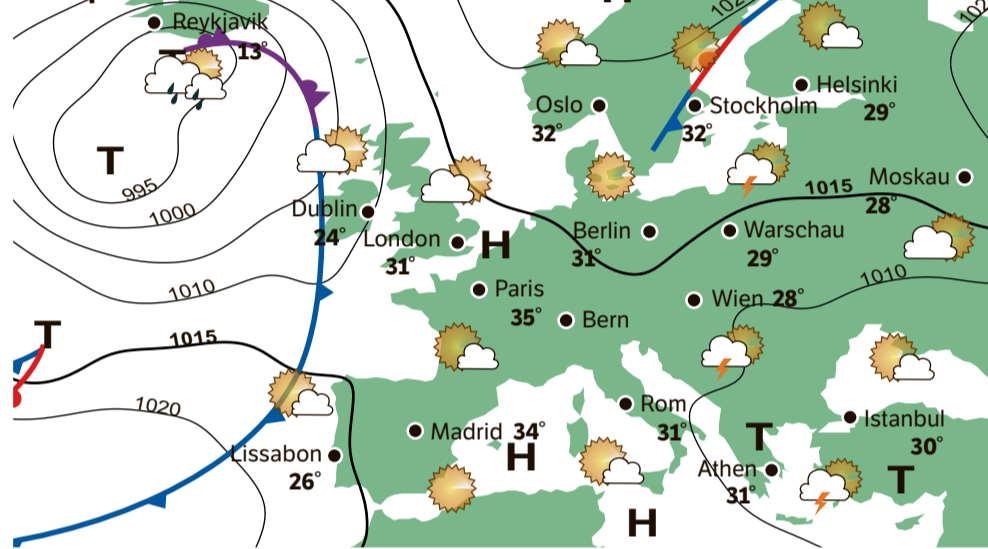 102
102
Reykjavik
13°
T
T
995
1000
1010
Oslo
32°
Stockholm
32°
Helsinki
29°
Moskau
28°
1015
Dublin
24°
London
31°
H
Berlin
31°
Warschau
29°
1010
Paris
35°
Bern
Wien 28°
T
1015
1020
Lissabon
26°
Madrid 34°
H
Rom
31°
H
T
Athen
31°
Istanbul
30°
T